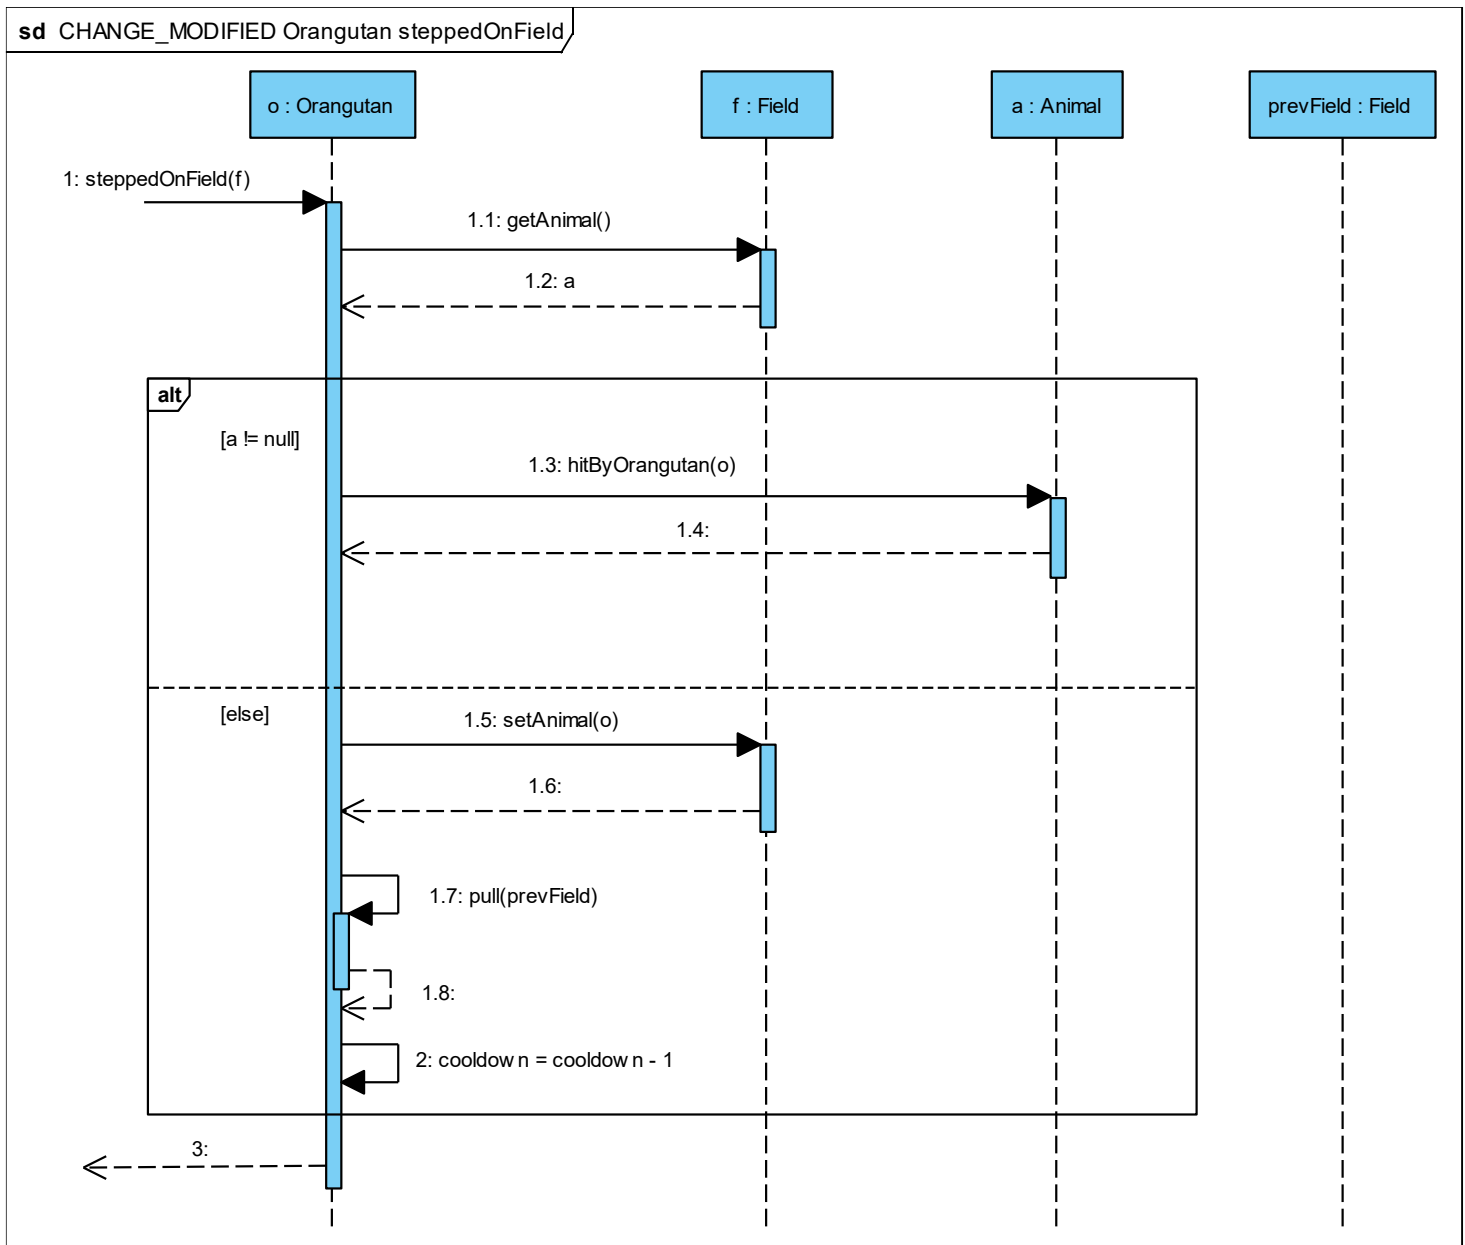 sd CHANGE_MODIFIED Orangutan steppedOnField
o : Orangutan
f : Field
a : Animal
prevField : Field
1: steppedOnField(f)
1.1: getAnimal()
1.2: a
alt
[a != null]
1.3: hitByOrangutan(o)
1.4:
[else]
1.5: setAnimal(o)
1.6:
1.7: pull(prevField)
1.8:
2: cooldown = cooldown - 1
3: